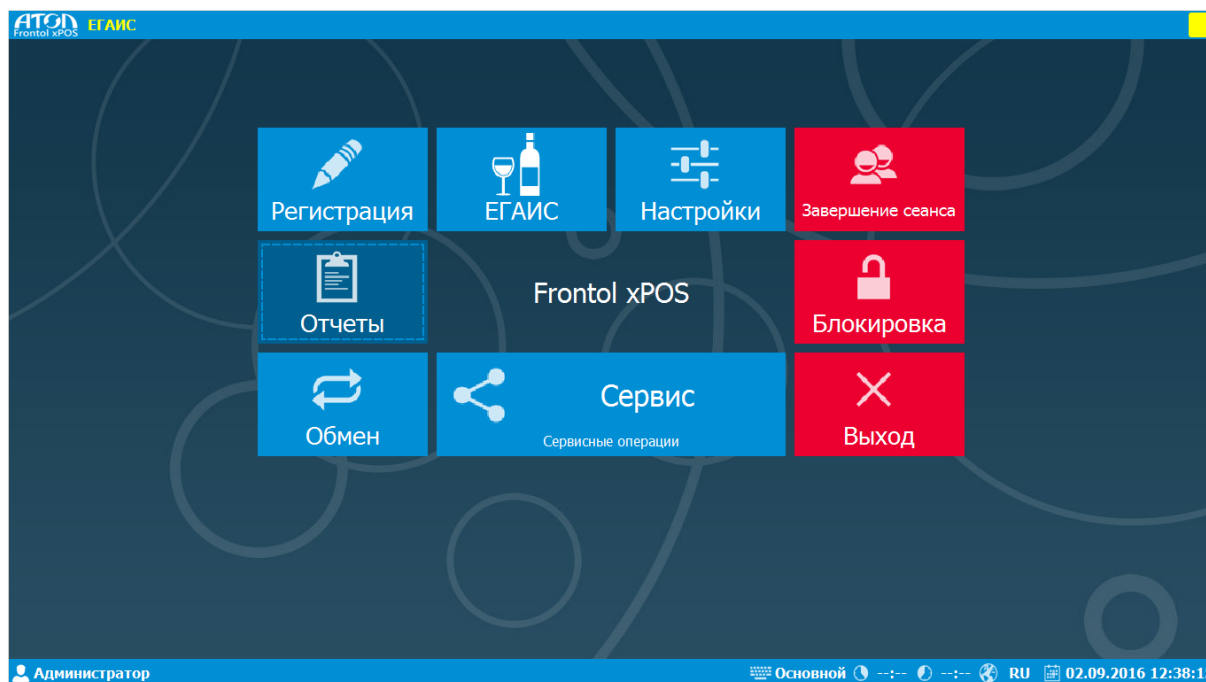 АТОЛ ЕГАИС
Frontol xPOS
Регистрация
ЕГАИС
Настройки
Завершение сеанса
Отчеты
Frontol xPOS
Блокировка
Обмен
Сервис
Сервисные операции
Выход
Администратор
Основной --:-- --:-- RU 02.09.2016 12:38:1